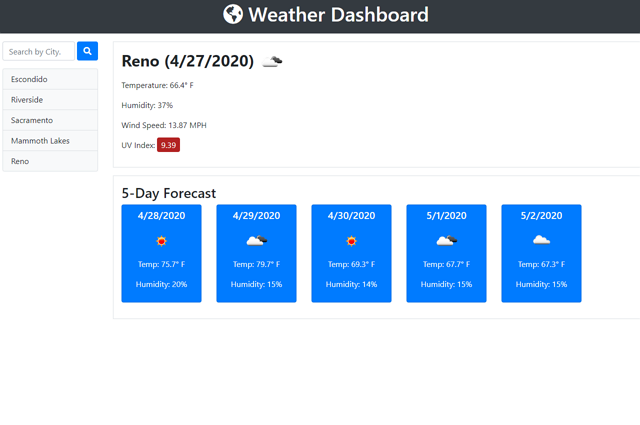 Weather Dashboard
Search by City.
Escondido
Riverside
Sacramento
Mammoth Lakes
Reno
Reno (4/27/2020)
Temperature: 66.4° F
Humidity: 37%
Wind Speed: 13.87 MPH
UV Index: 9.39
5-Day Forecast
4/28/2020
Temp: 75.7° F
Humidity: 20%
4/29/2020
Temp: 79.7° F
Humidity: 15%
4/30/2020
Temp: 69.3° F
Humidity: 14%
5/1/2020
Temp: 67.7° F
Humidity: 15%
5/2/2020
Temp: 67.3° F
Humidity: 15%